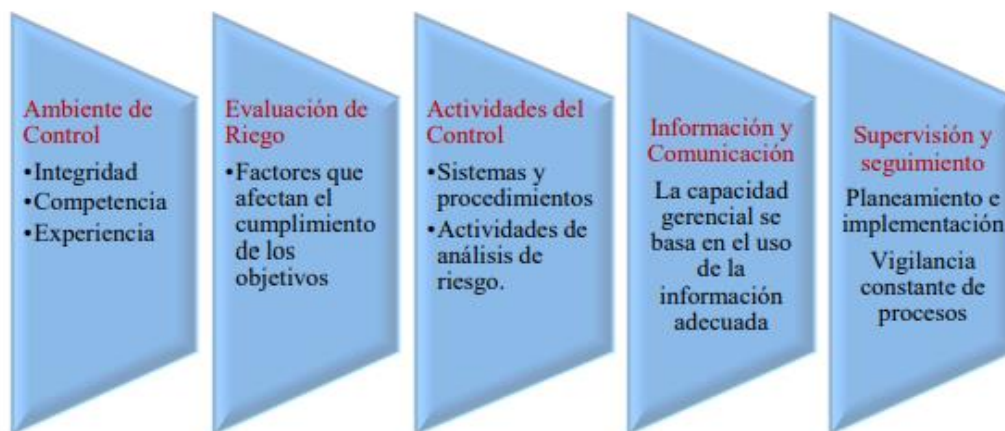 Ambiente de
Control
•Integridad
•Competencia
•Experiencia
Evaluación de
Riego
•Factores que
afectan el
cumplimiento
de los
objetivos
Actividades del
Control
•Sistemas y
procedimientos
•Actividades de
análisis de
riesgo.
Información y
Comunicación
La capacidad
gerencial se
basa en el uso
de la
información
adecuada
Supervisión y
seguimiento
Planeamiento e
implementación
Vigilancia
constante de
procesos